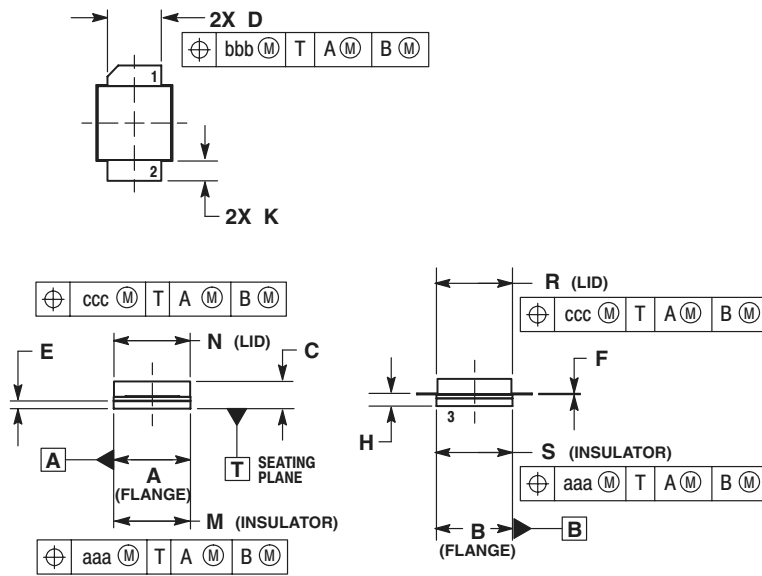 2X D
⌖ bbb Ⓜ T A Ⓜ B Ⓜ
1
2
2X K
⌖ ccc Ⓜ T A Ⓜ B Ⓜ
R (LID)
⌖ ccc Ⓜ T A Ⓜ B Ⓜ
E
N (LID)
C
F
H
3
A
A
(FLANGE)
T SEATING
PLANE
S (INSULATOR)
⌖ aaa Ⓜ T A Ⓜ B Ⓜ
M (INSULATOR)
B
(FLANGE)
B
⌖ aaa Ⓜ T A Ⓜ B Ⓜ